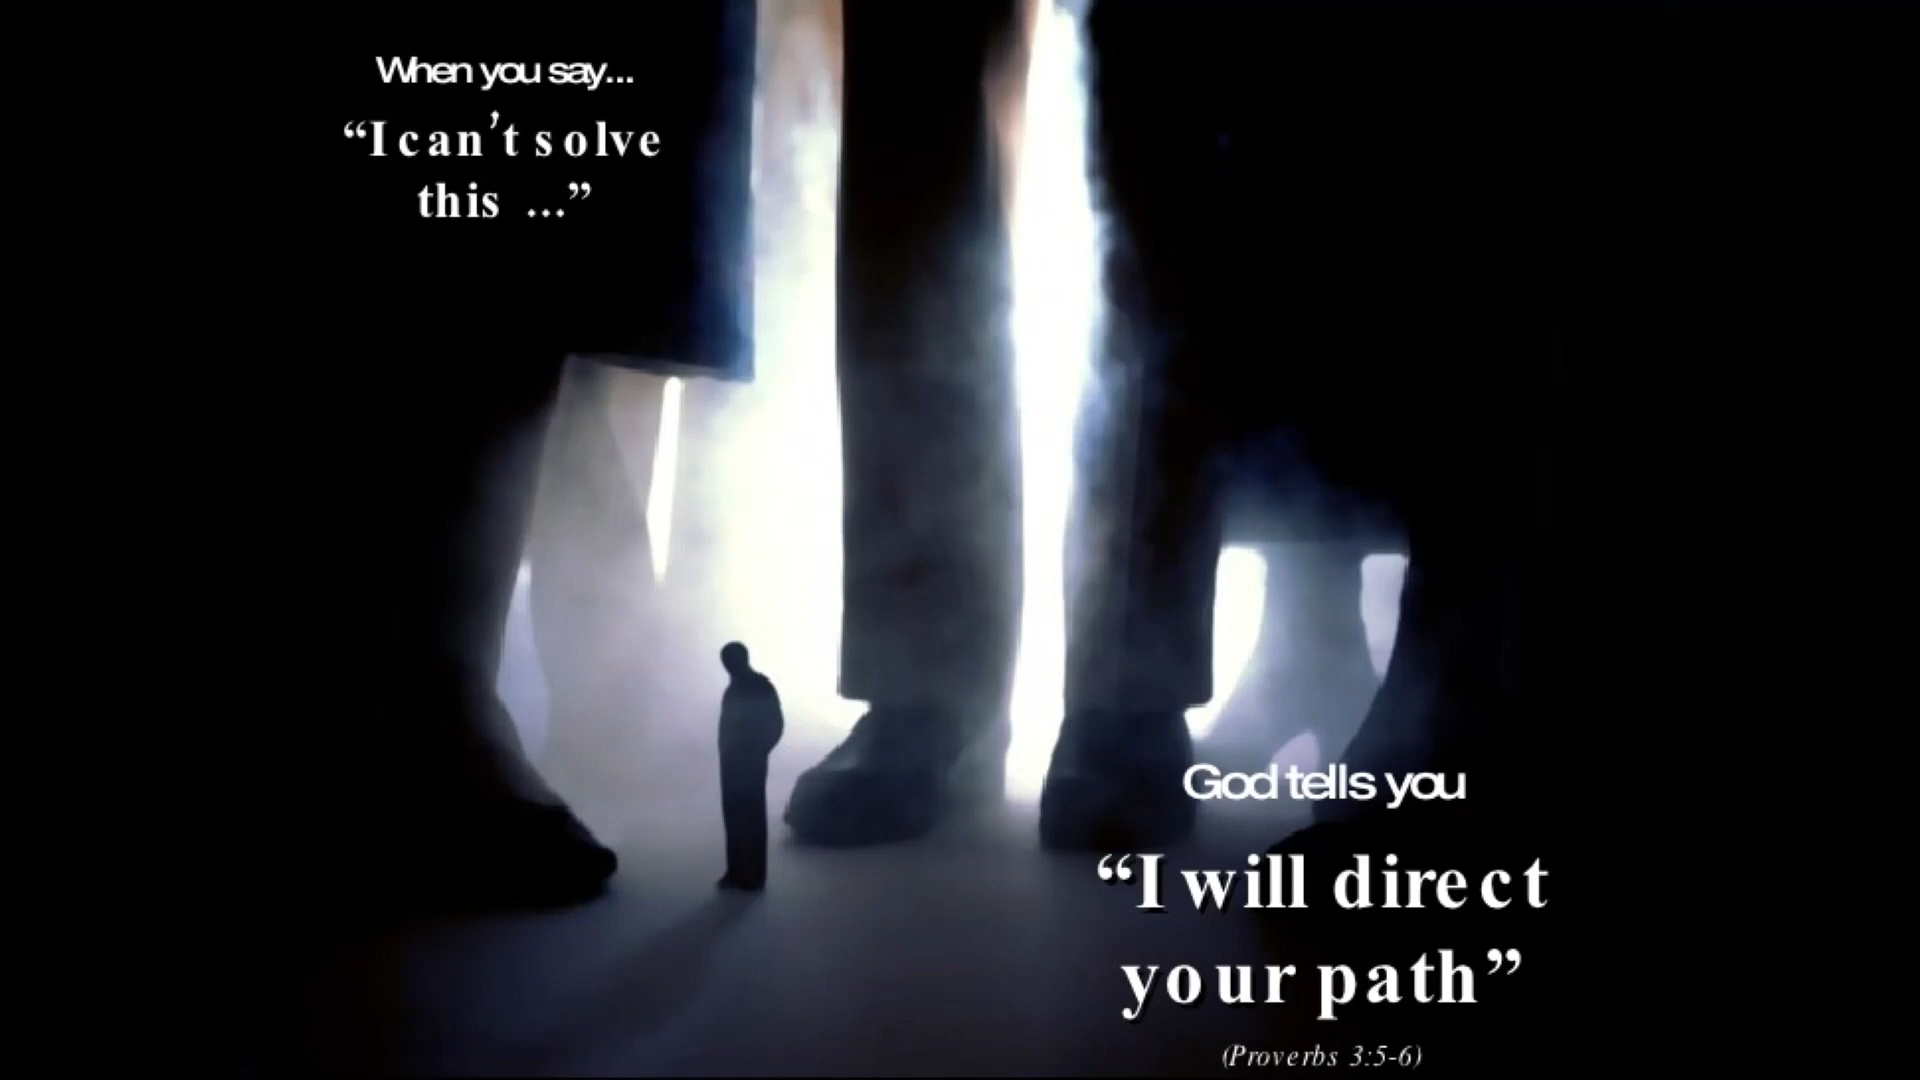 When you say...
“I can’t solve
this ...”
God tells you
“I will direct
your path”
(Proverbs 3:5-6)